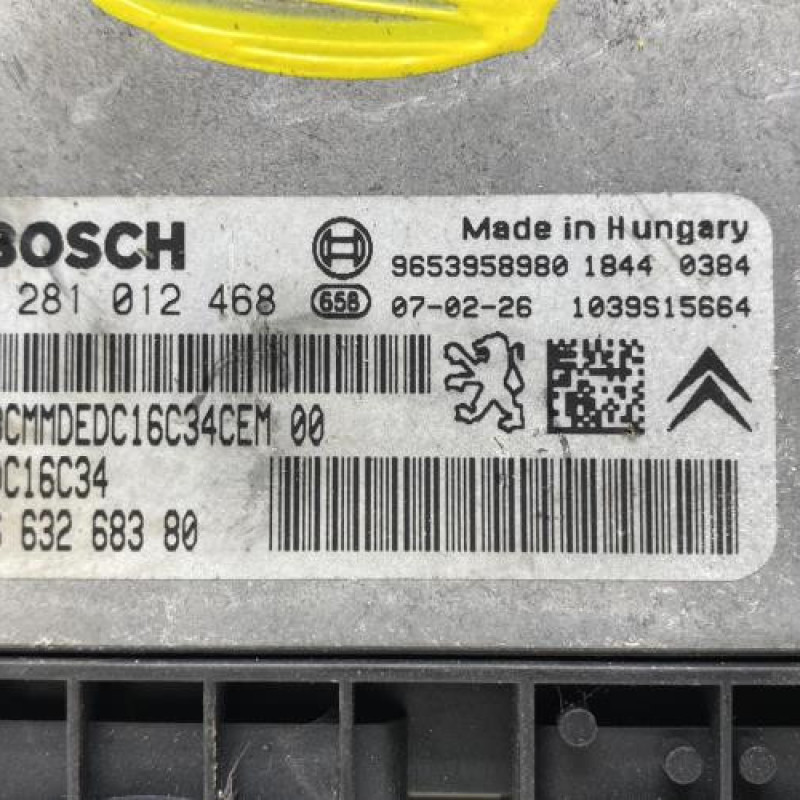 BOSCH
Made in Hungary
9653958980 1844 0384
281 012 468
658
07-02-26 1039S15664
CMMDEDC16C34CEM 00
C16C34
632 683 80